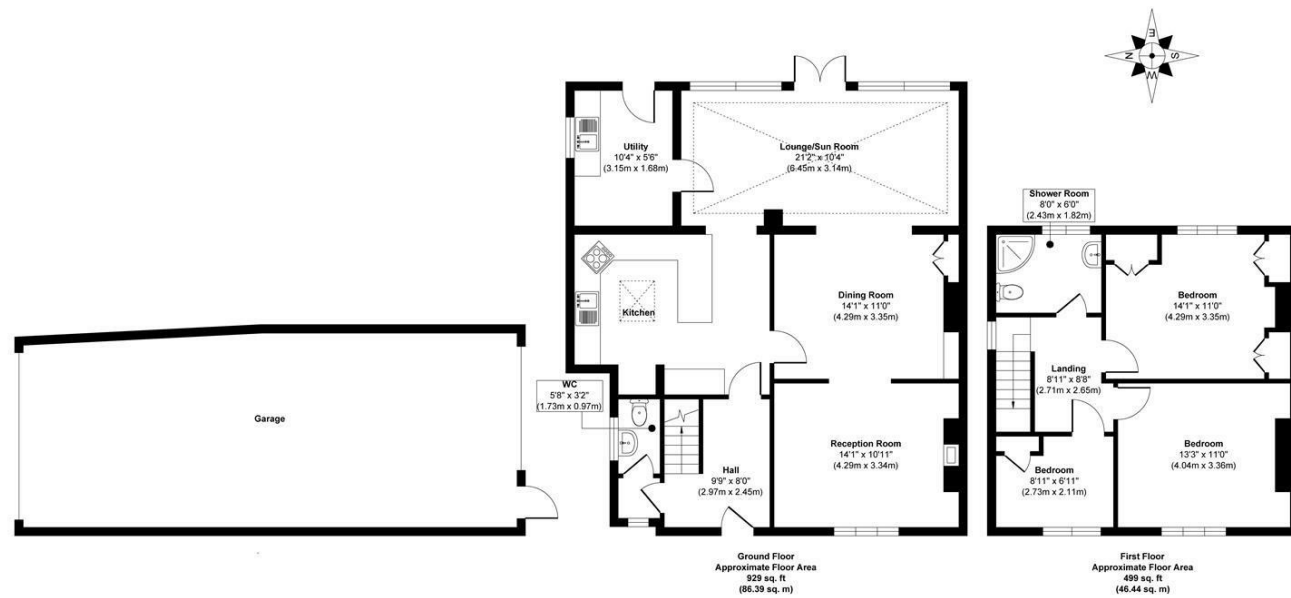 E
N
S
W
Utility
10'4" x 5'6"
(3.15m x 1.68m)
Lounge/Sun Room
21'2" x 10'4"
(6.45m x 3.14m)
Shower Room
8'0" x 6'0"
(2.43m x 1.82m)
Kitchen
Dining Room
14'1" x 11'0"
(4.29m x 3.35m)
Bedroom
14'1" x 11'0"
(4.29m x 3.35m)
Landing
8'11" x 8'8"
(2.71m x 2.65m)
WC
5'8" x 3'2"
(1.73m x 0.97m)
Garage
Hall
9'9" x 8'0"
(2.97m x 2.45m)
Reception Room
14'1" x 10'11"
(4.29m x 3.34m)
Bedroom
8'11" x 6'11"
(2.73m x 2.11m)
Bedroom
13'3" x 11'0"
(4.04m x 3.36m)
Ground Floor
Approximate Floor Area
929 sq. ft
(86.39 sq. m)
First Floor
Approximate Floor Area
499 sq. ft
(46.44 sq. m)